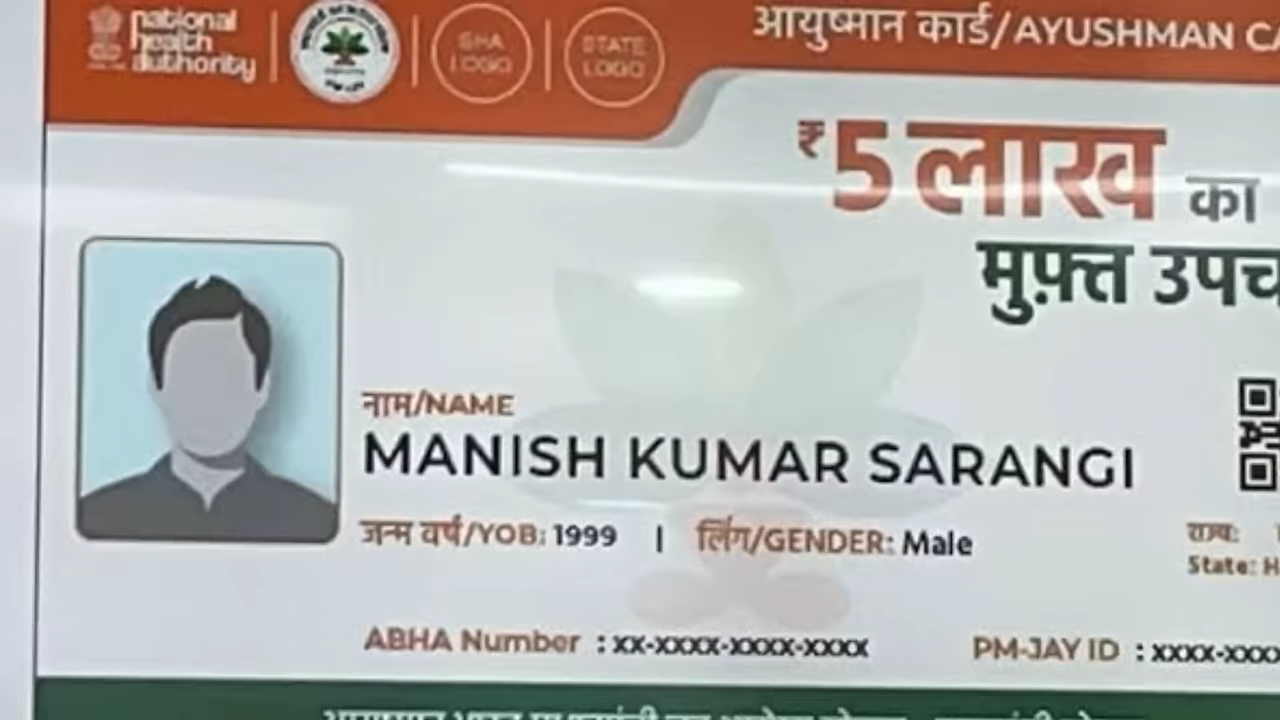 national
health
authority
SHA
LOGO
STATE
LOGO
आयुष्मान कार्ड/AYUSHMAN CA
₹5 लाख का
मुफ़्त उपच
नाम/NAME
MANISH KUMAR SARANGI
जन्म वर्ष/YOB: 1999 | लिंग/GENDER: Male
राज्य:
State: H
ABHA Number : xx-xxxx-xxxx-xxxx
PM-JAY ID : xxxx-xxxx